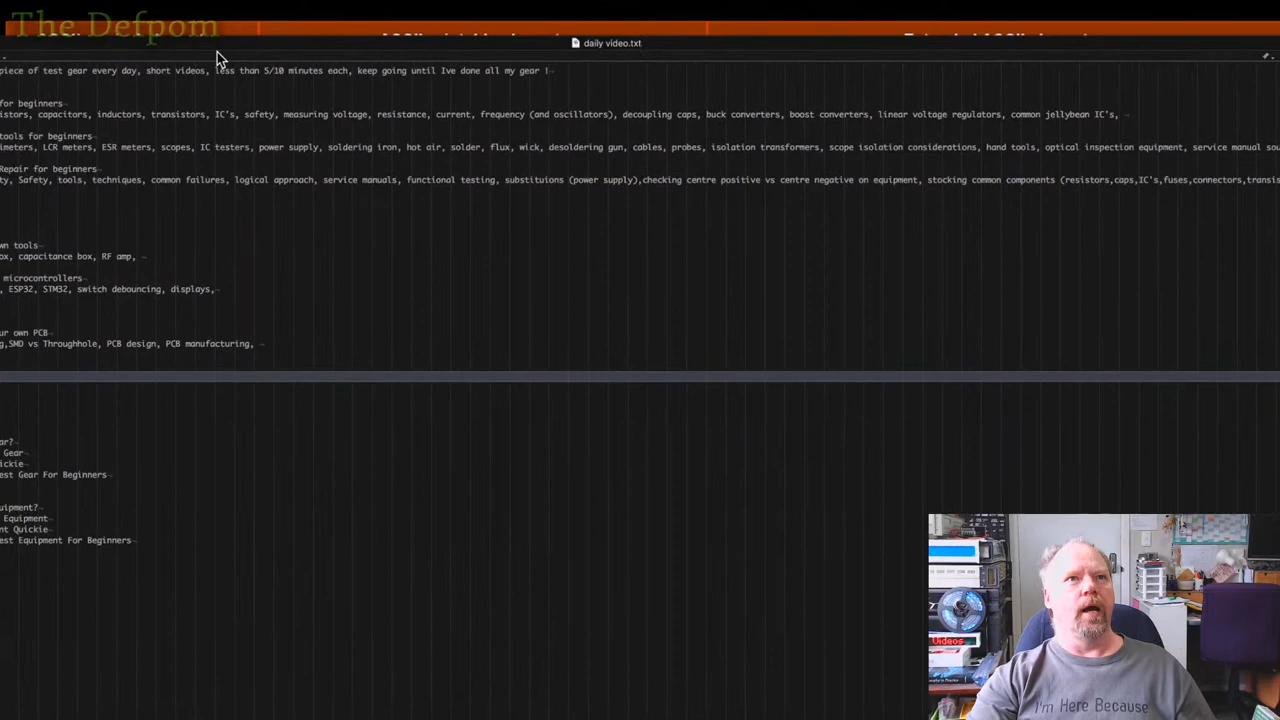 The Defpom
daily video.txt
piece of test gear every day, short videos, less than 5/10 minutes each, keep going until Ive done all my gear !
for beginners
istors, capacitors, inductors, transistors, IC's, safety, measuring voltage, resistance, current, frequency (and oscillators), decoupling caps, buck converters, boost converters, linear voltage regulators, common jellybean IC's,
tools for beginners
imeters, LCR meters, ESR meters, scopes, IC testers, power supply, soldering iron, hot air, solder, flux, wick, desoldering gun, cables, probes, isolation transformers, scope isolation considerations, hand tools, optical inspection equipment, service manual sou
Repair for beginners
ty, Safety, tools, techniques, common failures, logical approach, service manuals, functional testing, substituions (power supply),checking centre positive vs centre negative on equipment, stocking common components (resistors,caps,IC's,fuses,connectors,transis
wn tools
ox, capacitance box, RF amp,
microcontrollers
, ESP32, STM32, switch debouncing, displays,
ur own PCB
g,SMD vs Throughhole, PCB design, PCB manufacturing,
ar?
Gear
ickie
est Gear For Beginners
uipment?
Equipment
nt Quickie
est Equipment For Beginners
Videos
I'm Here Because